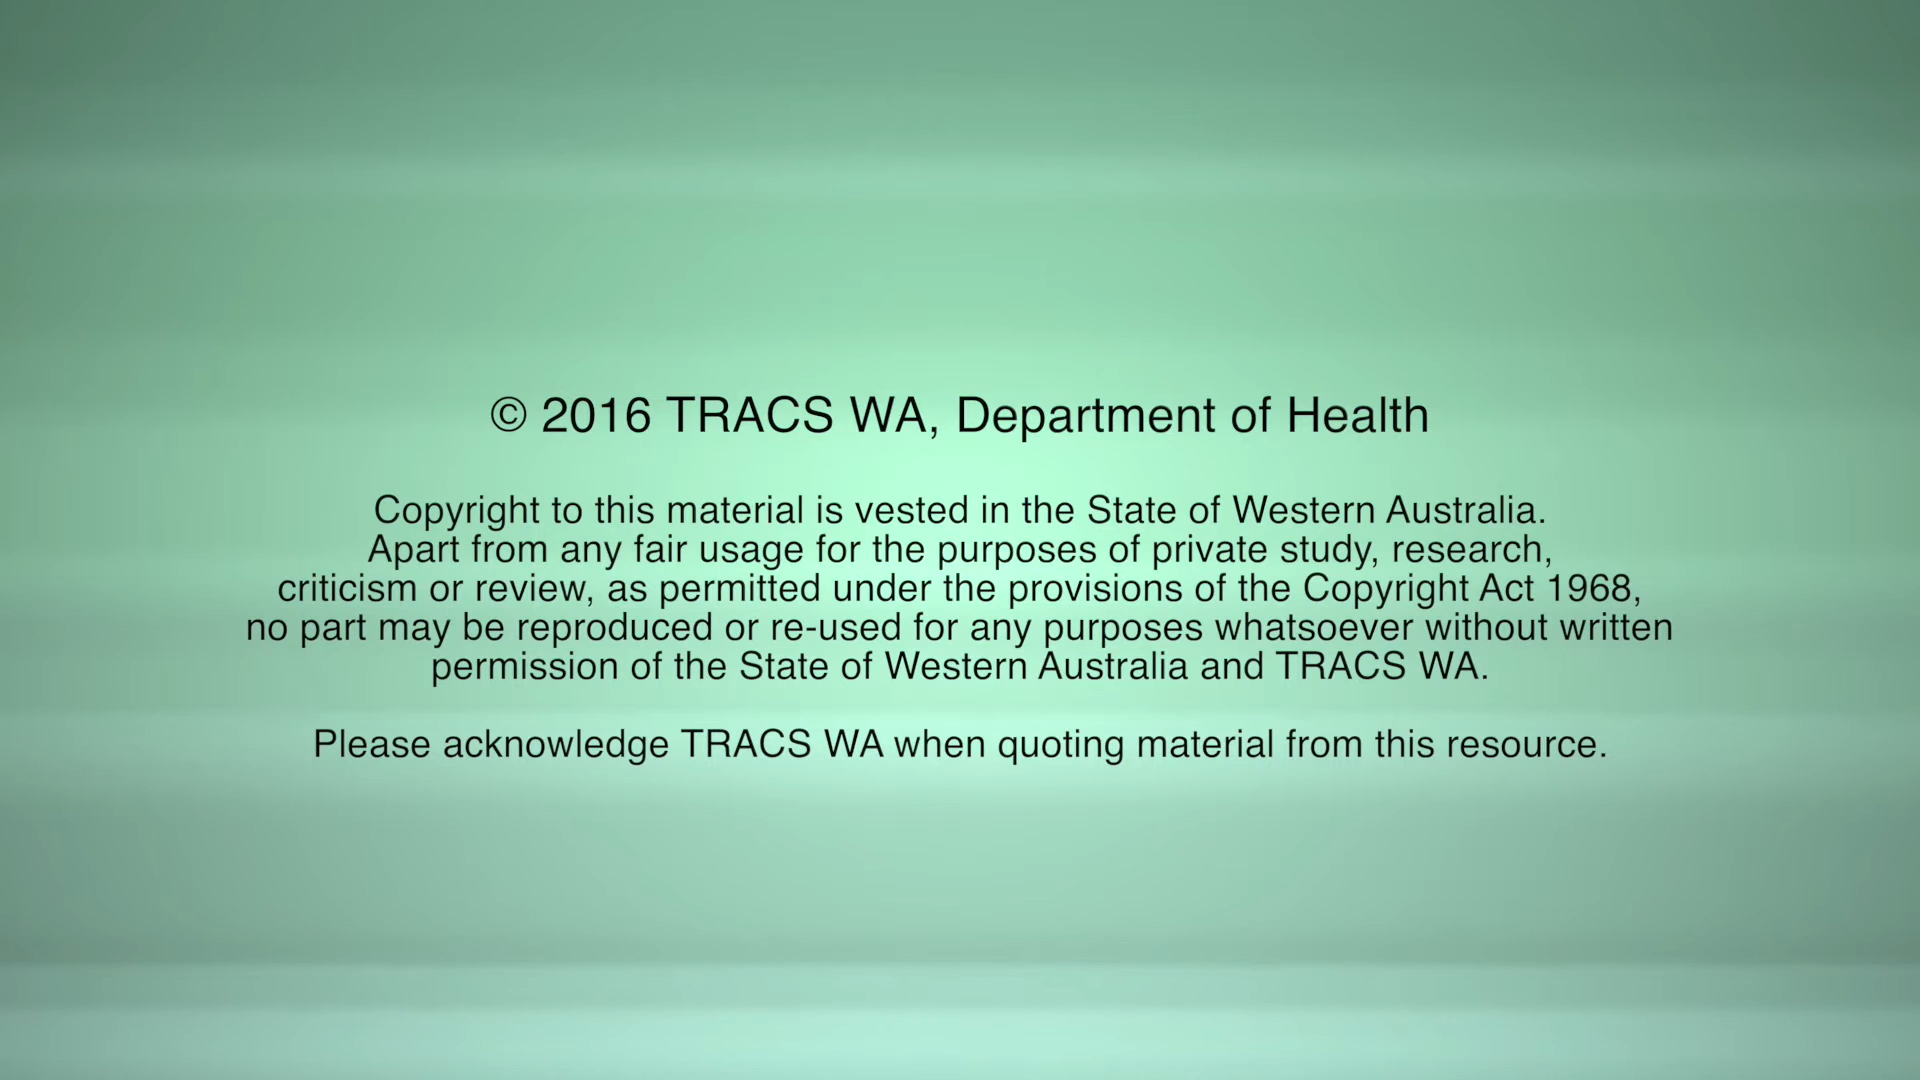 © 2016 TRACS WA, Department of Health
Copyright to this material is vested in the State of Western Australia.
Apart from any fair usage for the purposes of private study, research,
criticism or review, as permitted under the provisions of the Copyright Act 1968,
no part may be reproduced or re-used for any purposes whatsoever without written
permission of the State of Western Australia and TRACS WA.
Please acknowledge TRACS WA when quoting material from this resource.